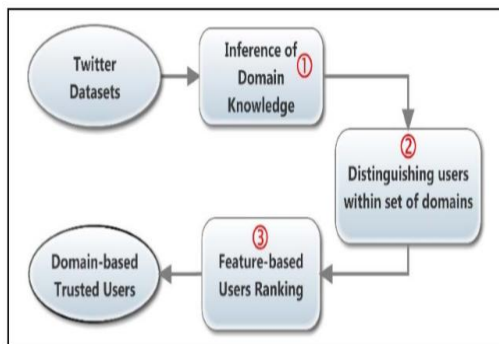 Twitter
Datasets
Inference of
Domain ①
Knowledge
②
Distinguishing users
within set of domains
③
Feature-based
Users Ranking
Domain-based
Trusted Users